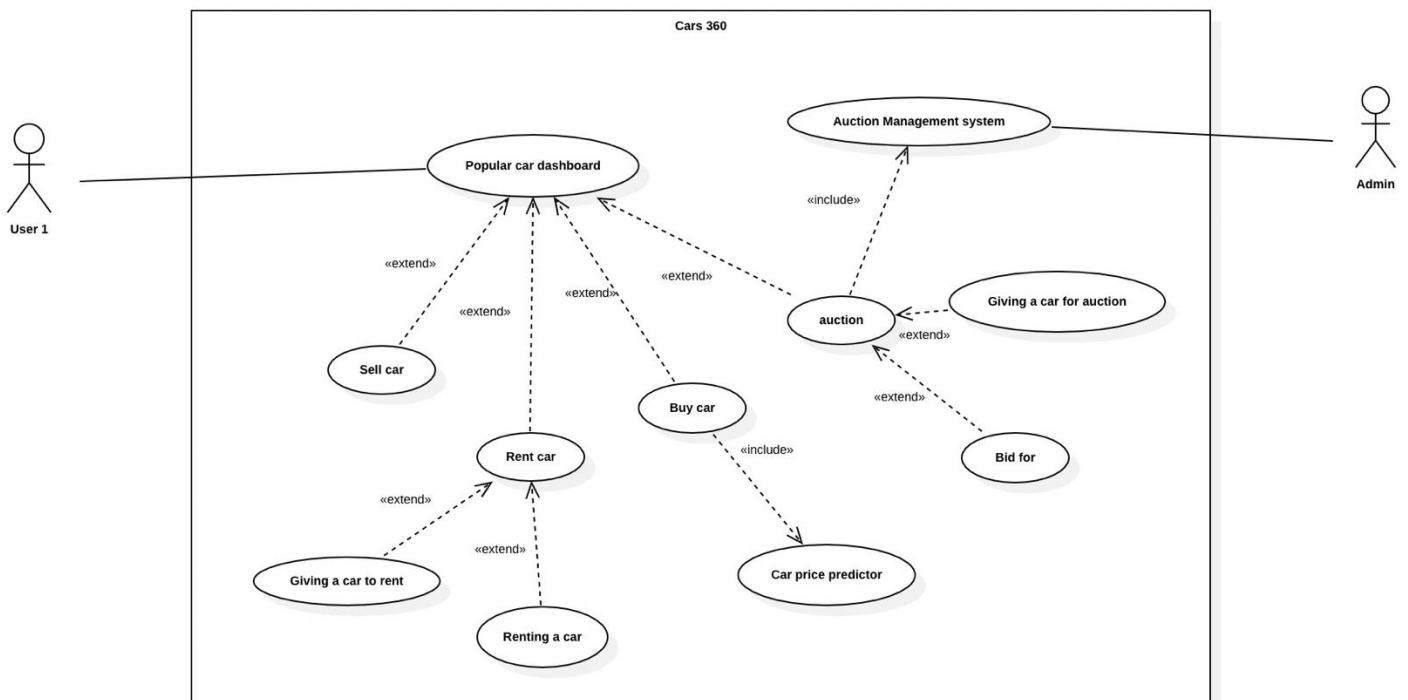 Cars 360
Auction Management system
Popular car dashboard
User 1
Admin
«include»
«extend»
«extend»
«extend»
«extend»
Giving a car for auction
auction
«extend»
Sell car
«extend»
Buy car
«include»
Rent car
Bid for
«extend»
«extend»
Giving a car to rent
Car price predictor
Renting a car